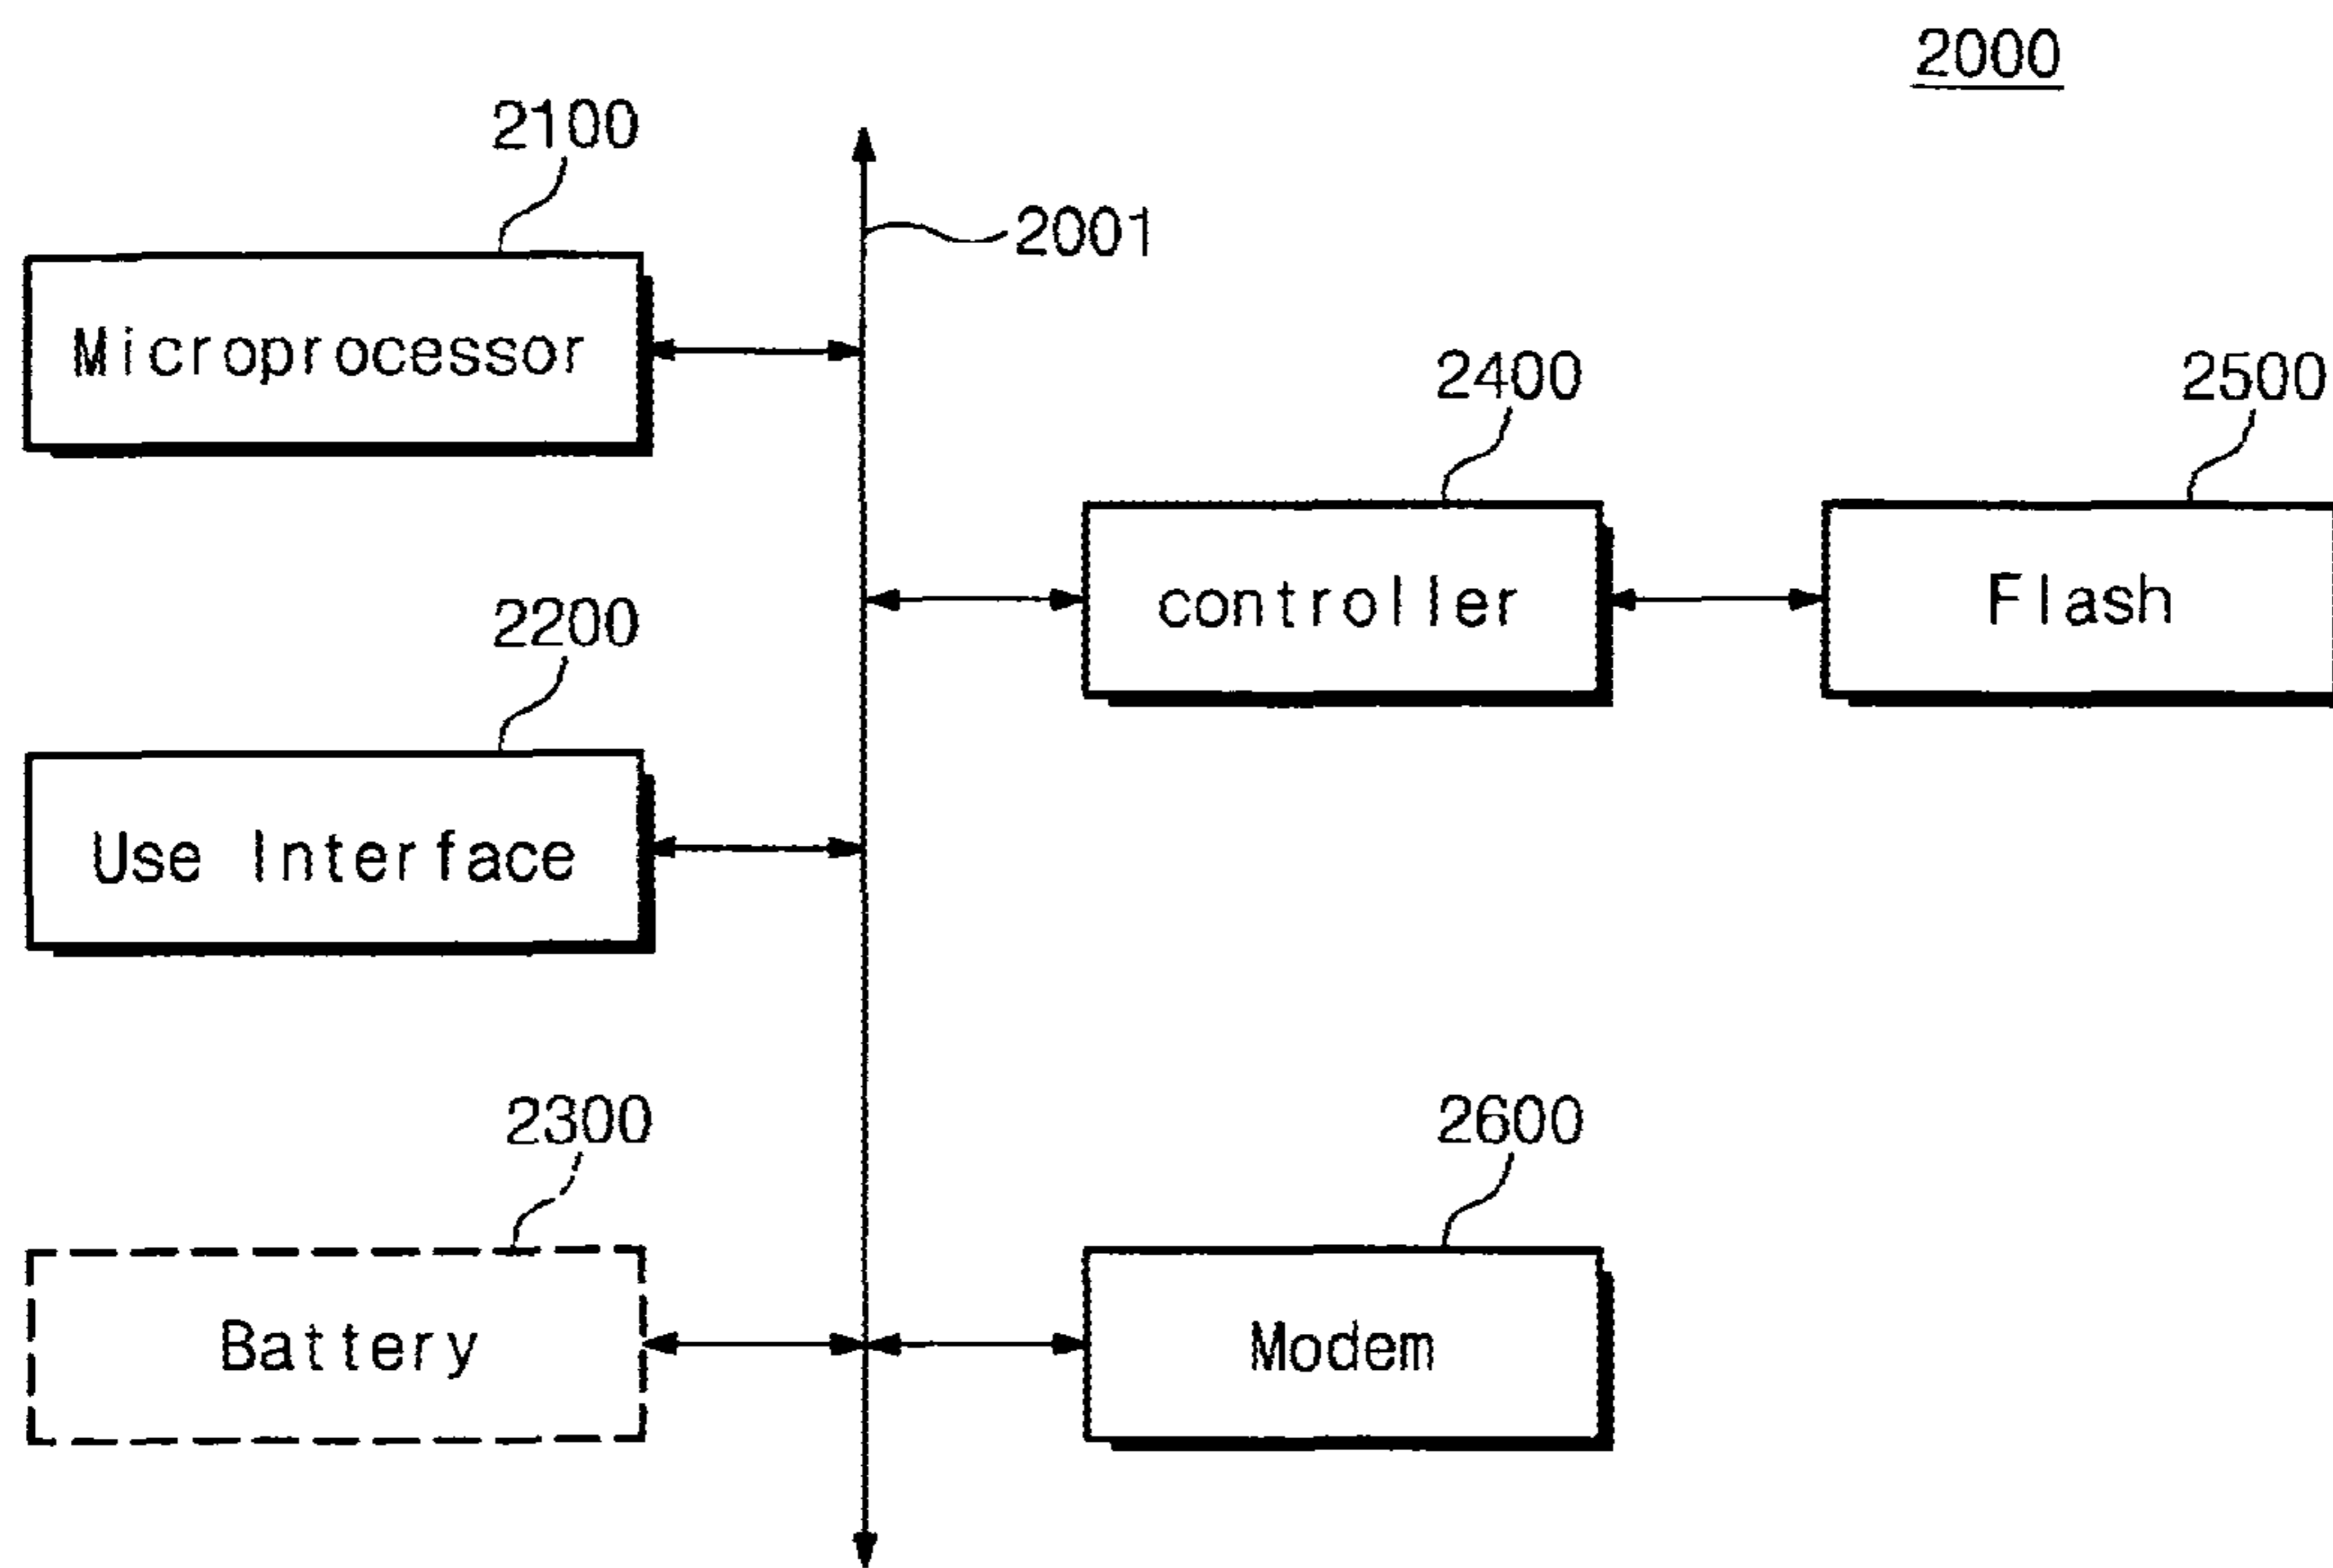 2000
2100
2001
Microprocessor
2400
2500
controller
Flash
2200
Use Interface
2300
2600
Battery
Modem